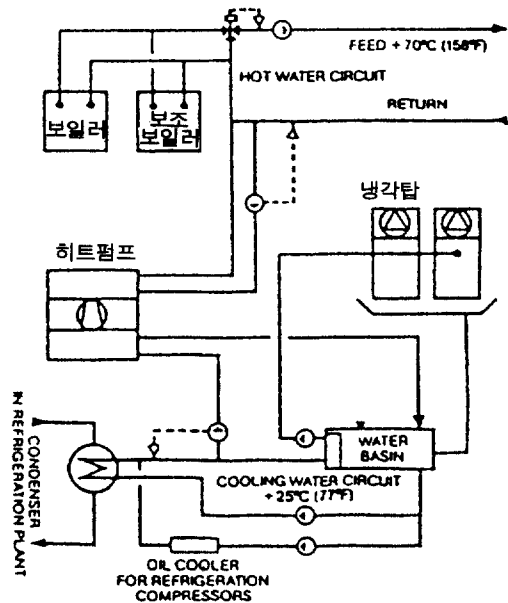 FEED + 70°C (158°F)
HOT WATER CIRCUIT
RETURN
보일러
보조
보일러
냉각탑
히트펌프
CONDENSER
IN REFRIGERATION PLANT
WATER
BASIN
COOLING WATER CIRCUIT
+ 25°C (77°F)
OIL COOLER
FOR REFRIGERATION
COMPRESSORS